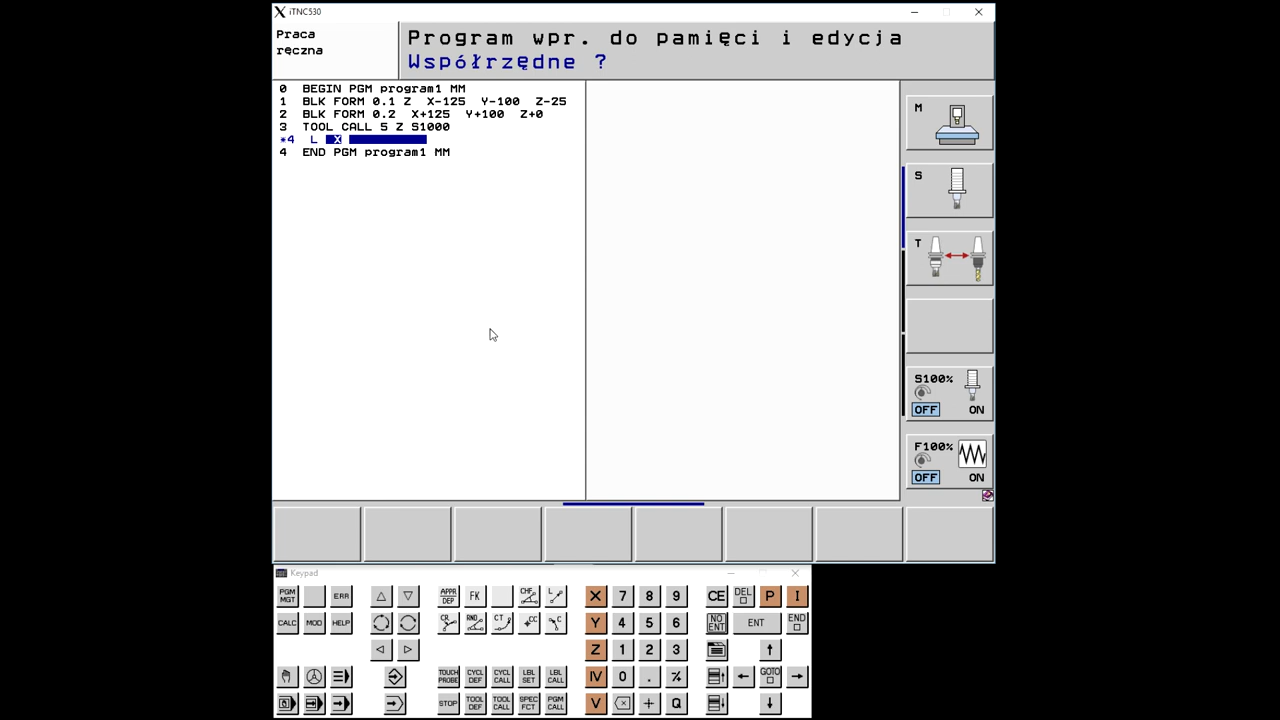 iTNC530
Praca
ręczna
Program wpr. do pamięci i edycja
Współrzędne ?
0 BEGIN PGM program1 MM
1 BLK FORM 0.1 Z X-125 Y-100 Z-25
2 BLK FORM 0.2 X+125 Y+100 Z+0
3 TOOL CALL 5 Z S1000
*4 L X
4 END PGM program1 MM
M
S
T
S100%
OFF ON
F100%
OFF ON
Keypad
PGM MGT ERR APPR DEP FK CHF L X 7 8 9 CE DEL P I
CALC MOD HELP CR RND CT CC C Y 4 5 6 NO ENT ENT END
Z 1 2 3
TOUCH PROBE CYCL DEF CYCL CALL LBL SET LBL CALL IV 0 . GOTO
STOP TOOL DEF TOOL CALL SPEC FCT PGM CALL V + Q